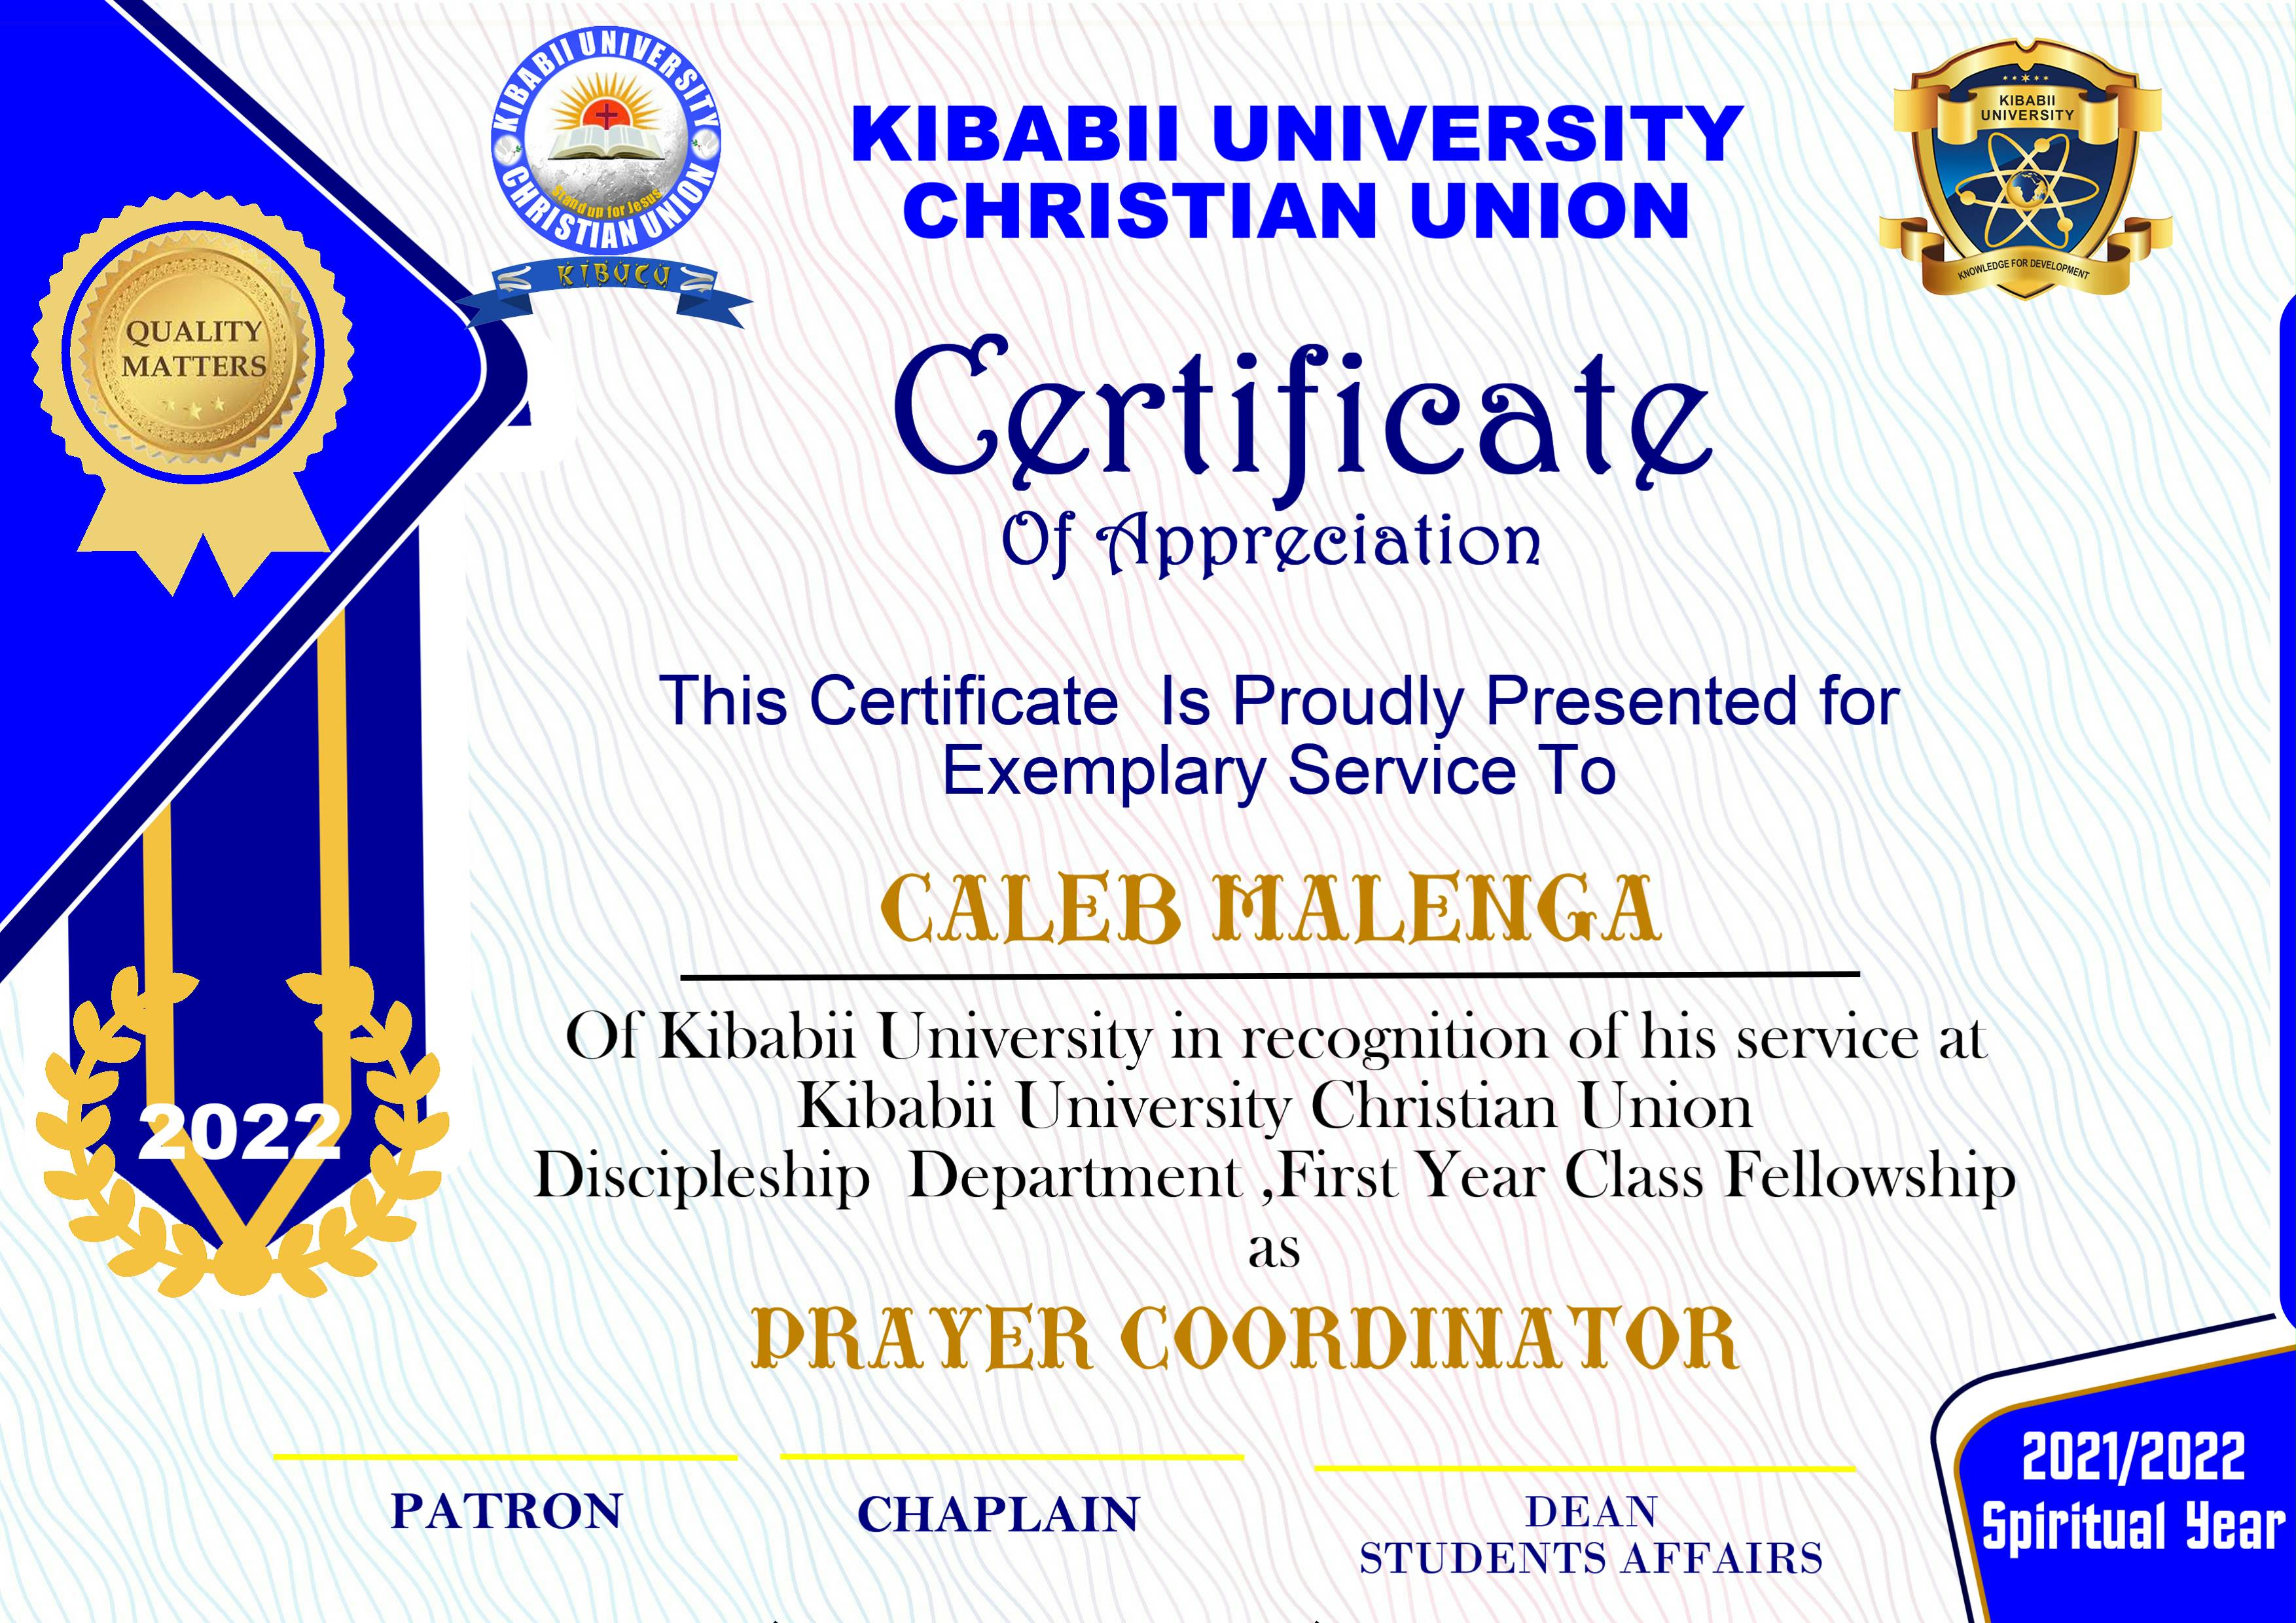 KIBABII UNIVERSITY
CHRISTIAN UNION
Stand up for Jesus
KIBUCU
KIBABII UNIVERSITY
CHRISTIAN UNION
KIBABII
UNIVERSITY
KNOWLEDGE FOR DEVELOPMENT
QUALITY
MATTERS
Certificate
Of Appreciation
This Certificate  Is Proudly Presented for
Exemplary Service To
CALEB MALENGA
Of Kibabii University in recognition of his service at
Kibabii University Christian Union
Discipleship  Department ,First Year Class Fellowship
as
PRAYER COORDINATOR
2022
PATRON
CHAPLAIN
DEAN
STUDENTS AFFAIRS
2021/2022
Spiritual Year